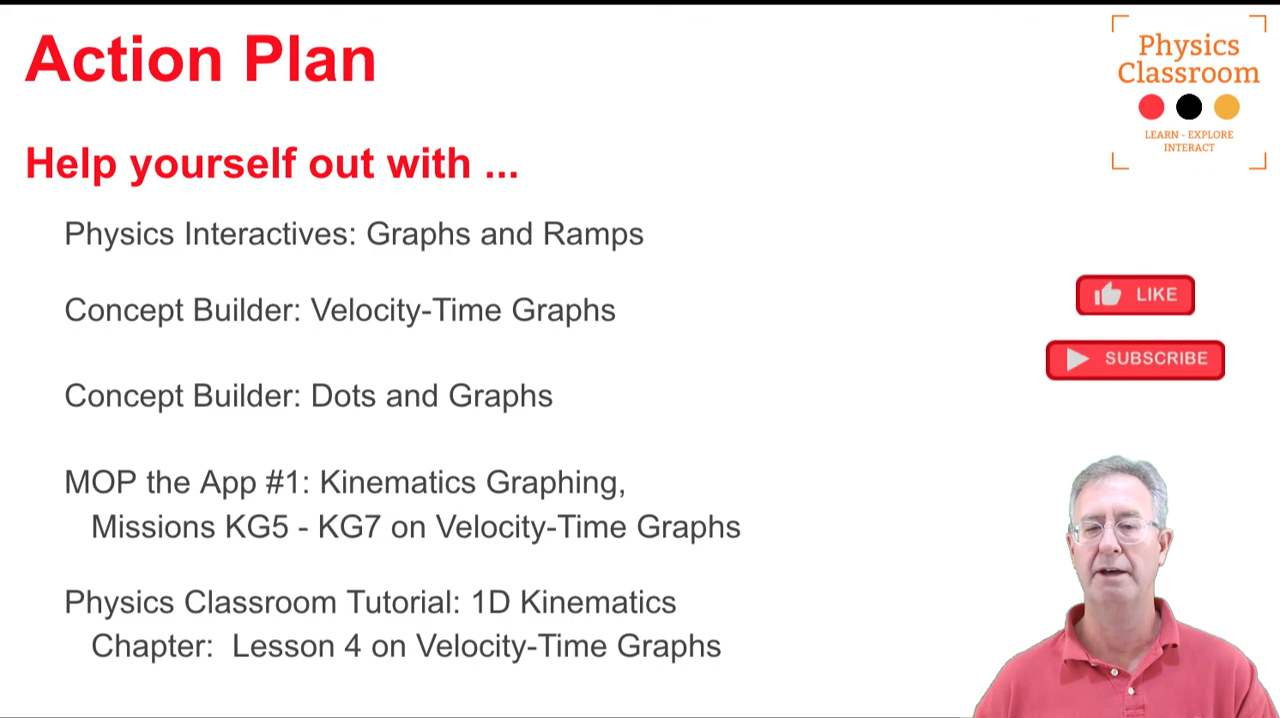 Action Plan
Physics
Classroom
LEARN - EXPLORE
INTERACT
Help yourself out with ...
Physics Interactives: Graphs and Ramps
Concept Builder: Velocity-Time Graphs
LIKE
SUBSCRIBE
Concept Builder: Dots and Graphs
MOP the App #1: Kinematics Graphing,
Missions KG5 - KG7 on Velocity-Time Graphs
Physics Classroom Tutorial: 1D Kinematics
Chapter:  Lesson 4 on Velocity-Time Graphs